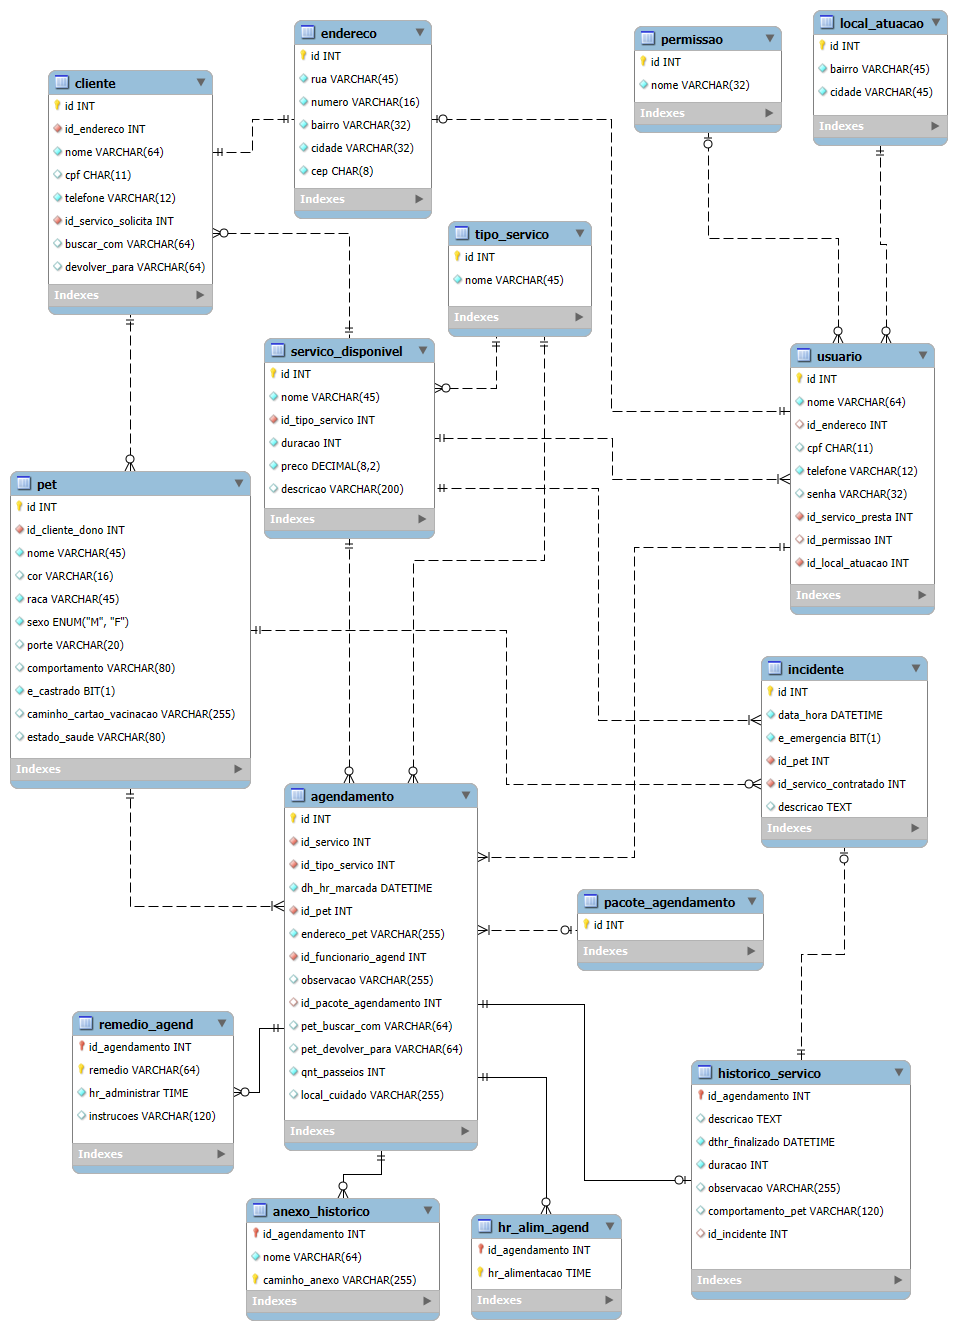 endereco
id INT
rua VARCHAR(45)
numero VARCHAR(16)
bairro VARCHAR(32)
cidade VARCHAR(32)
cep CHAR(8)
Indexes
permissao
id INT
nome VARCHAR(32)
Indexes
local_atuacao
id INT
bairro VARCHAR(45)
cidade VARCHAR(45)
Indexes
cliente
id INT
id_endereco INT
nome VARCHAR(64)
cpf CHAR(11)
telefone VARCHAR(12)
id_servico_solicita INT
buscar_com VARCHAR(64)
devolver_para VARCHAR(64)
Indexes
tipo_servico
id INT
nome VARCHAR(45)
Indexes
servico_disponivel
id INT
nome VARCHAR(45)
id_tipo_servico INT
duracao INT
preco DECIMAL(8,2)
descricao VARCHAR(200)
Indexes
usuario
id INT
nome VARCHAR(64)
id_endereco INT
cpf CHAR(11)
telefone VARCHAR(12)
senha VARCHAR(32)
id_servico_presta INT
id_permissao INT
id_local_atuacao INT
Indexes
pet
id INT
id_cliente_dono INT
nome VARCHAR(45)
cor VARCHAR(16)
raca VARCHAR(45)
sexo ENUM("M", "F")
porte VARCHAR(20)
comportamento VARCHAR(80)
e_castrado BIT(1)
caminho_cartao_vacinacao VARCHAR(255)
estado_saude VARCHAR(80)
Indexes
incidente
id INT
data_hora DATETIME
e_emergencia BIT(1)
id_pet INT
id_servico_contratado INT
descricao TEXT
Indexes
agendamento
id INT
id_servico INT
id_tipo_servico INT
dh_hr_marcada DATETIME
id_pet INT
endereco_pet VARCHAR(255)
id_funcionario_agend INT
observacao VARCHAR(255)
id_pacote_agendamento INT
pet_buscar_com VARCHAR(64)
pet_devolver_para VARCHAR(64)
qnt_passeios INT
local_cuidado VARCHAR(255)
Indexes
pacote_agendamento
id INT
Indexes
remedio_agend
id_agendamento INT
remedio VARCHAR(64)
hr_administrar TIME
instrucoes VARCHAR(120)
Indexes
historico_servico
id_agendamento INT
descricao TEXT
dthr_finalizado DATETIME
duracao INT
observacao VARCHAR(255)
comportamento_pet VARCHAR(120)
id_incidente INT
Indexes
anexo_historico
id_agendamento INT
nome VARCHAR(64)
caminho_anexo VARCHAR(255)
Indexes
hr_alim_agend
id_agendamento INT
hr_alimentacao TIME
Indexes